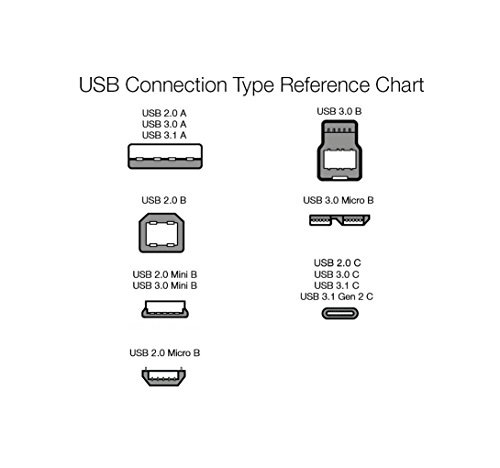 USB Connection Type Reference Chart
USB 2.0 A
USB 3.0 A
USB 3.1 A
USB 2.0 B
USB 2.0 Mini B
USB 3.0 Mini B
USB 2.0 Micro B
USB 3.0 B
USB 3.0 Micro B
USB 2.0 C
USB 3.0 C
USB 3.1 C
USB 3.1 Gen 2 C